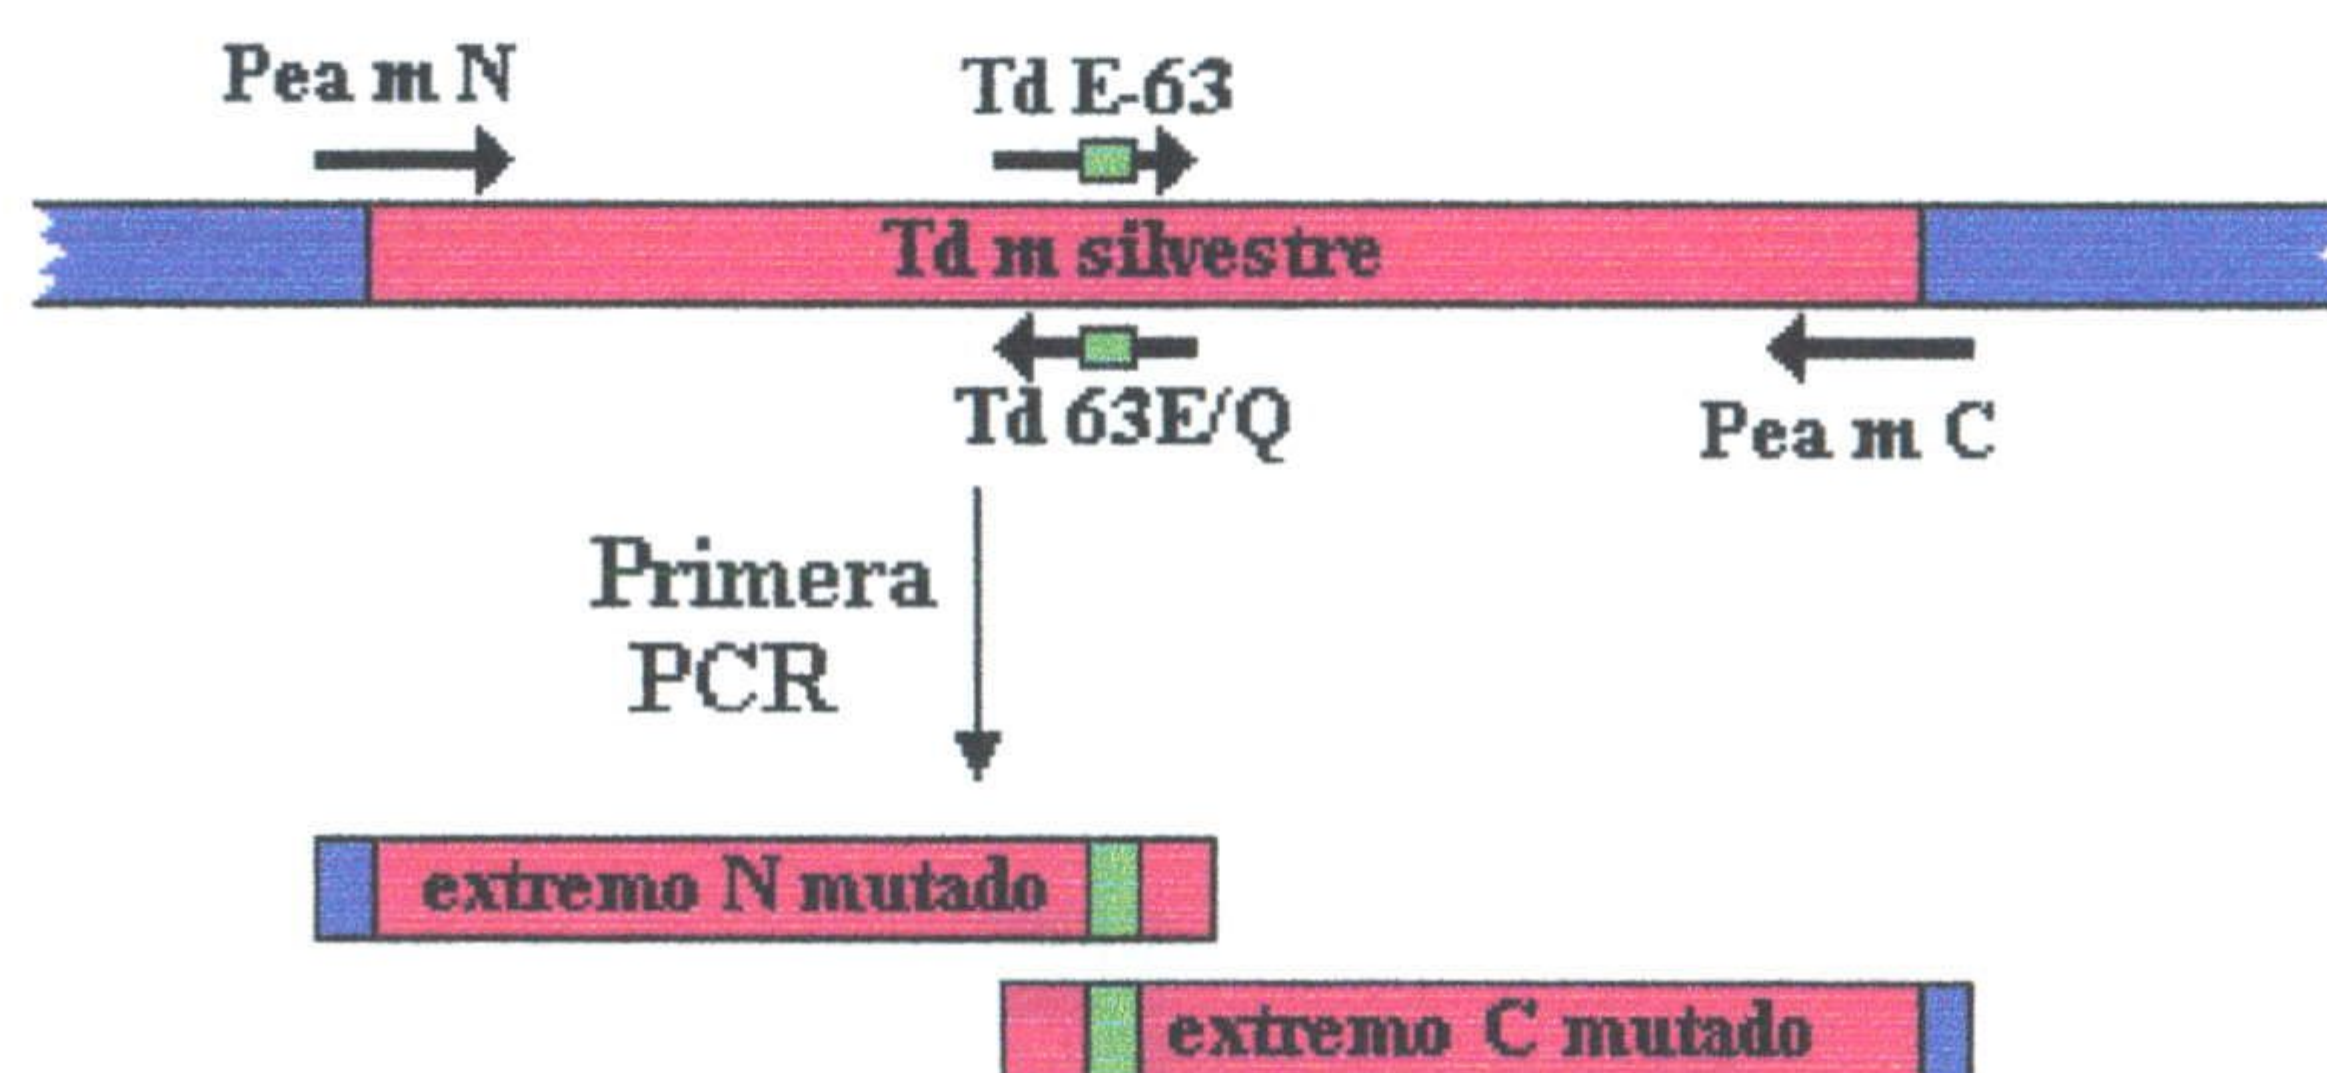 Pea m N
Td E-63
Td m silvestre
Td 63E/Q
Pea m C
Primera
PCR
extremo N mutado
extremo C mutado